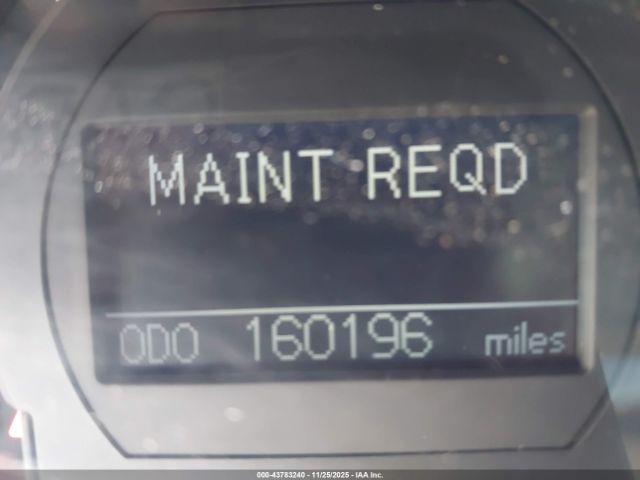 MAINT REQD
ODO 160196 miles
000-43783240 - 11/25/2025 - IAA Inc.